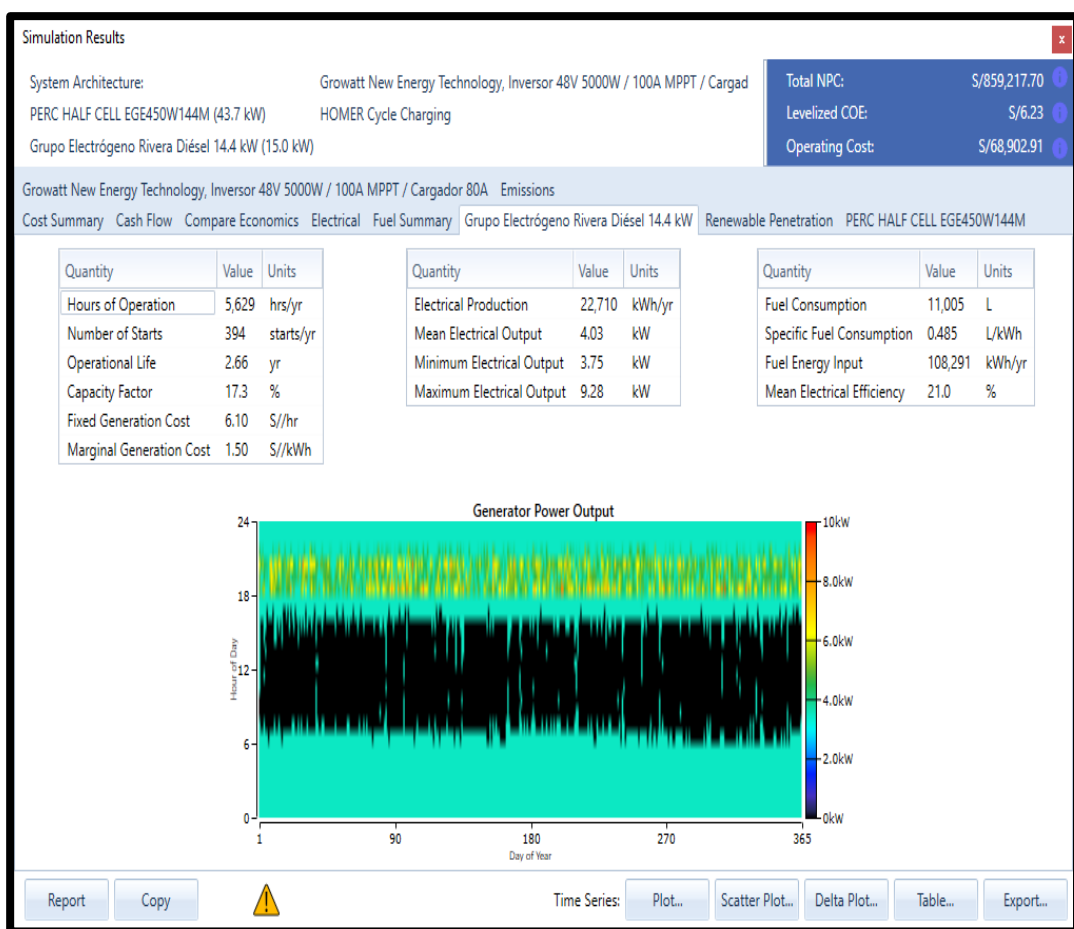 Simulation Results
x
System Architecture:
Growatt New Energy Technology, Inversor 48V 5000W / 100A MPPT / Cargad
PERC HALF CELL EGE450W144M (43.7 kW)
HOMER Cycle Charging
Grupo Electrógeno Rivera Diésel 14.4 kW (15.0 kW)
Total NPC: S/859,217.70
Levelized COE: S/6.23
Operating Cost: S/68,902.91
Growatt New Energy Technology, Inversor 48V 5000W / 100A MPPT / Cargador 80A Emissions
Cost Summary Cash Flow Compare Economics Electrical Fuel Summary Grupo Electrógeno Rivera Diésel 14.4 kW Renewable Penetration PERC HALF CELL EGE450W144M
Quantity Value Units
Hours of Operation 5,629 hrs/yr
Number of Starts 394 starts/yr
Operational Life 2.66 yr
Capacity Factor 17.3 %
Fixed Generation Cost 6.10 S//hr
Marginal Generation Cost 1.50 S//kWh
Quantity Value Units
Electrical Production 22,710 kWh/yr
Mean Electrical Output 4.03 kW
Minimum Electrical Output 3.75 kW
Maximum Electrical Output 9.28 kW
Quantity Value Units
Fuel Consumption 11,005 L
Specific Fuel Consumption 0.485 L/kWh
Fuel Energy Input 108,291 kWh/yr
Mean Electrical Efficiency 21.0 %
Generator Power Output
24
18
12
6
0
Hour of Day
1 90 180 270 365
Day of Year
10kW
8.0kW
6.0kW
4.0kW
2.0kW
0kW
Report Copy Time Series: Plot... Scatter Plot... Delta Plot... Table... Export...